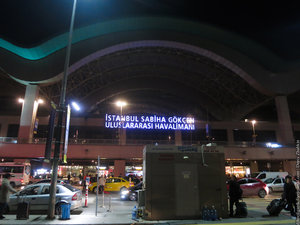 İSTANBUL SABİHA GÖKÇEN
ULUSLARARASI HAVALİMANI